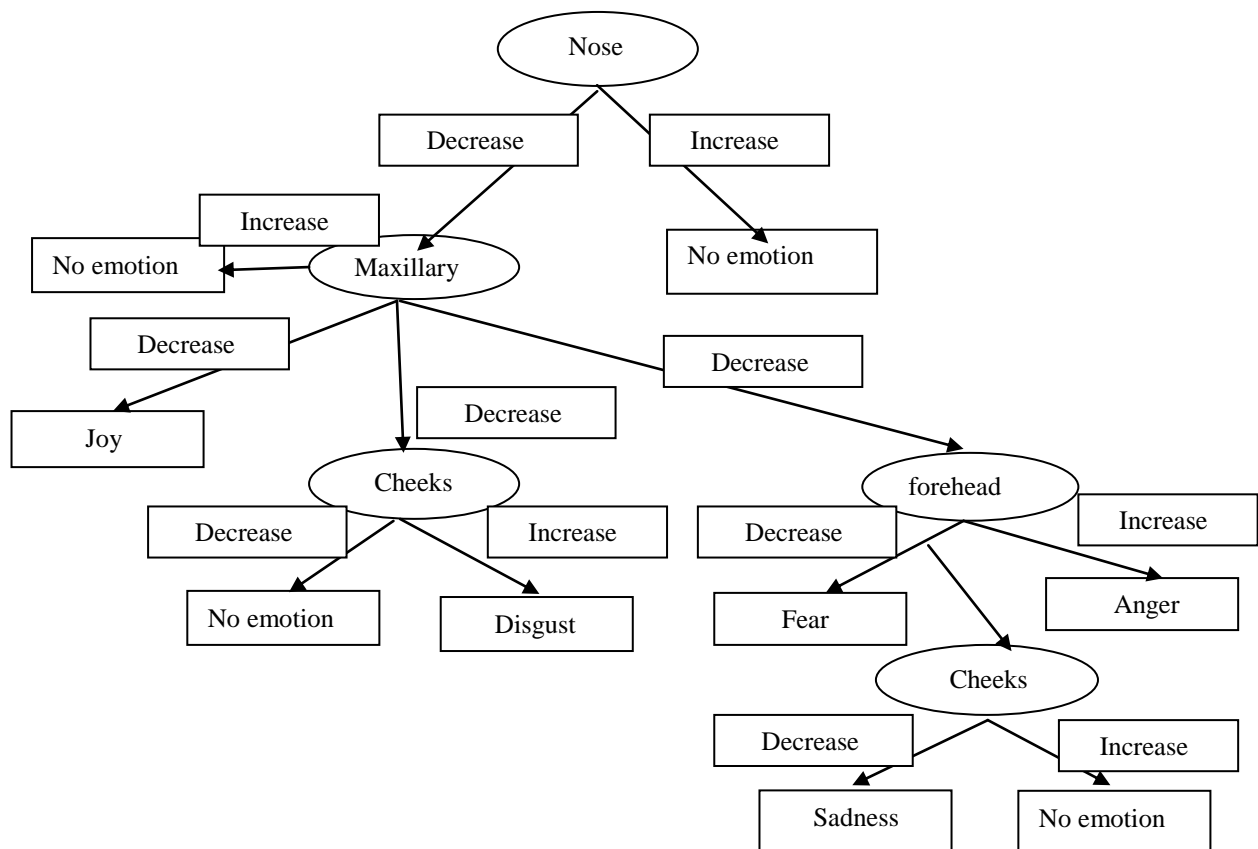 Nose
Decrease
Increase
Increase
No emotion
Maxillary
No emotion
Decrease
Decrease
Joy
Decrease
Cheeks
forehead
Decrease
Increase
Decrease
Increase
No emotion
Disgust
Fear
Anger
Cheeks
Decrease
Increase
Sadness
No emotion